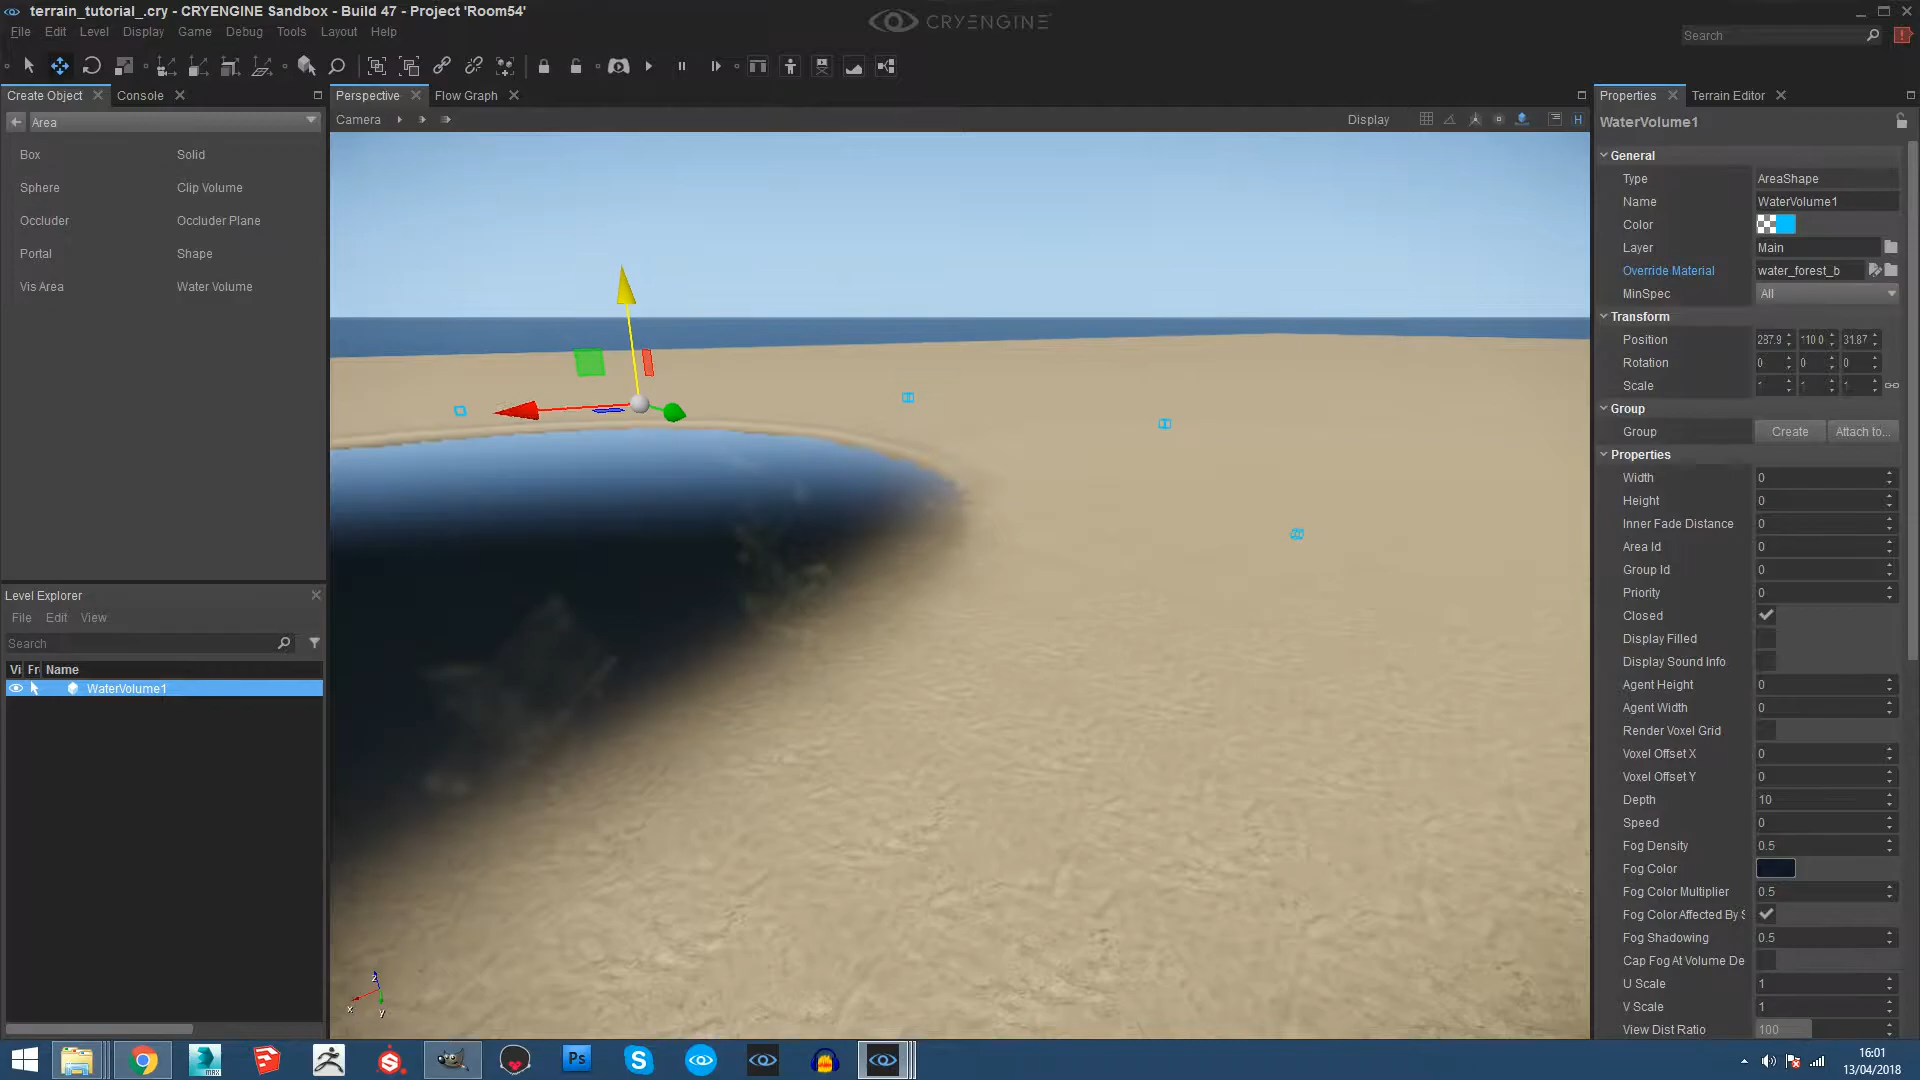 terrain_tutorial_.cry - CRYENGINE Sandbox - Build 47 - Project 'Room54'
CRYENGINE
File Edit Level Display Game Debug Tools Layout Help
Search
Create Object Console
Perspective Flow Graph
Properties Terrain Editor
Area
Camera
Display
H
WaterVolume1
Box Solid
Sphere Clip Volume
Occluder Occluder Plane
Portal Shape
Vis Area Water Volume
General
Type AreaShape
Name WaterVolume1
Color
Layer Main
Override Material water_forest_b
MinSpec All
Transform
Position 287.9 110.0 31.87
Rotation 0 0 0
Scale 1 1 1
Group
Group Create Attach to...
Properties
Width 0
Height 0
Inner Fade Distance 0
Area Id 0
Group Id 0
Priority 0
Closed
Display Filled
Display Sound Info
Agent Height 0
Agent Width 0
Render Voxel Grid
Voxel Offset X 0
Voxel Offset Y 0
Depth 10
Speed 0
Fog Density 0.5
Fog Color
Fog Color Multiplier 0.5
Fog Color Affected By S
Fog Shadowing 0.5
Cap Fog At Volume De
U Scale 1
V Scale 1
View Dist Ratio 100
Level Explorer
File Edit View
Search
Vi Fr Name
WaterVolume1
z
x
y
MAX
Ps
16:01
13/04/2018